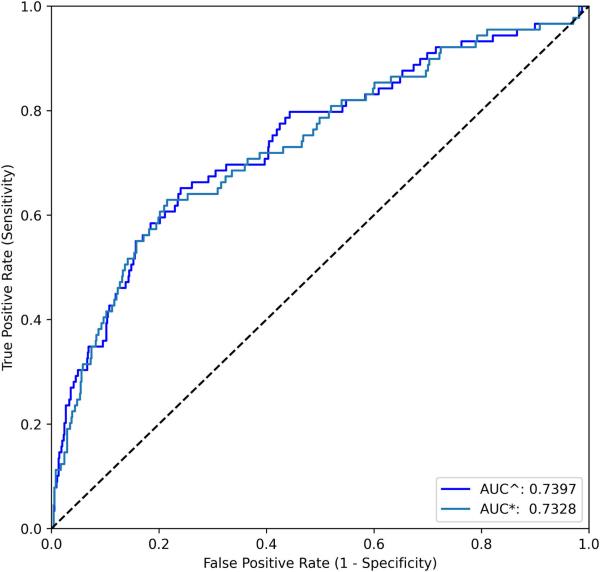 1.0
0.8
0.6
0.4
0.2
0.0
True Positive Rate (Sensitivity)
AUC^: 0.7397
AUC*: 0.7328
0.0 0.2 0.4 0.6 0.8 1.0
False Positive Rate (1 - Specificity)